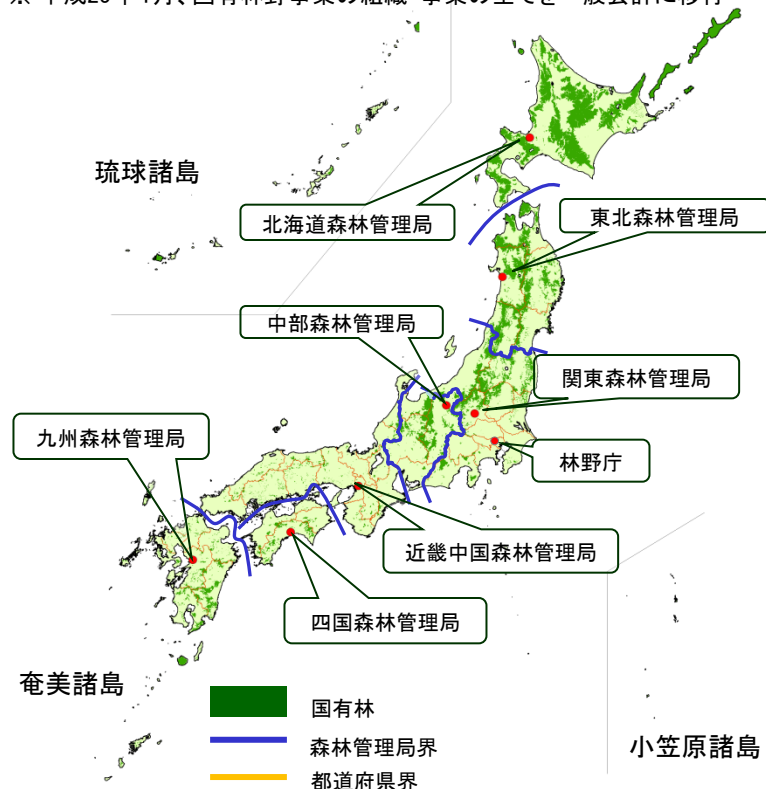 琉球諸島
北海道森林管理局
東北森林管理局
中部森林管理局
関東森林管理局
九州森林管理局
林野庁
近畿中国森林管理局
四国森林管理局
奄美諸島
国有林
森林管理局界
小笠原諸島
都道府県界